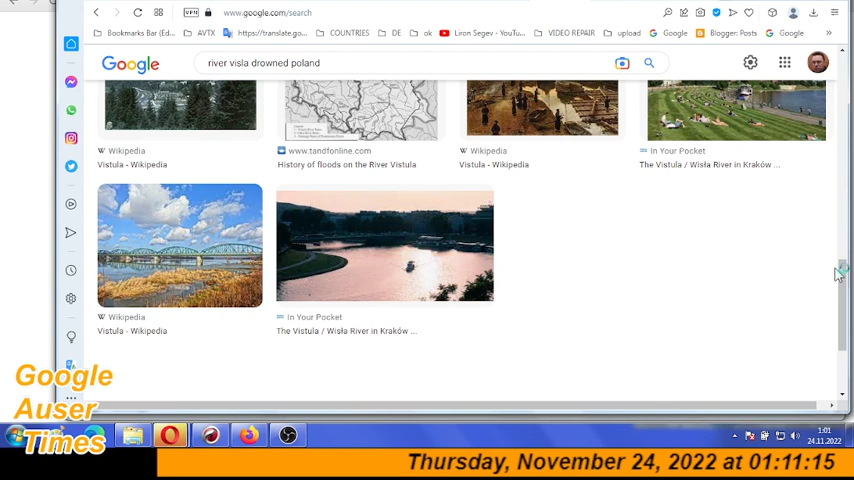 VPN www.google.com/search
Bookmarks Bar (Ed... AVTX https://translate.go... COUNTRIES DE ok Liron Segev - YouTu... VIDEO REPAIR upload Google Blogger: Posts Google »
Google river visla drowned poland
W Wikipedia
Vistula - Wikipedia
www.tandfonline.com
History of floods on the River Vistula
W Wikipedia
Vistula - Wikipedia
In Your Pocket
The Vistula / Wisła River in Kraków ...
W Wikipedia
Vistula - Wikipedia
In Your Pocket
The Vistula / Wisła River in Kraków ...
Google
Auser
Times
1:01
24.11.2022
Thursday, November 24, 2022 at 01:11:15